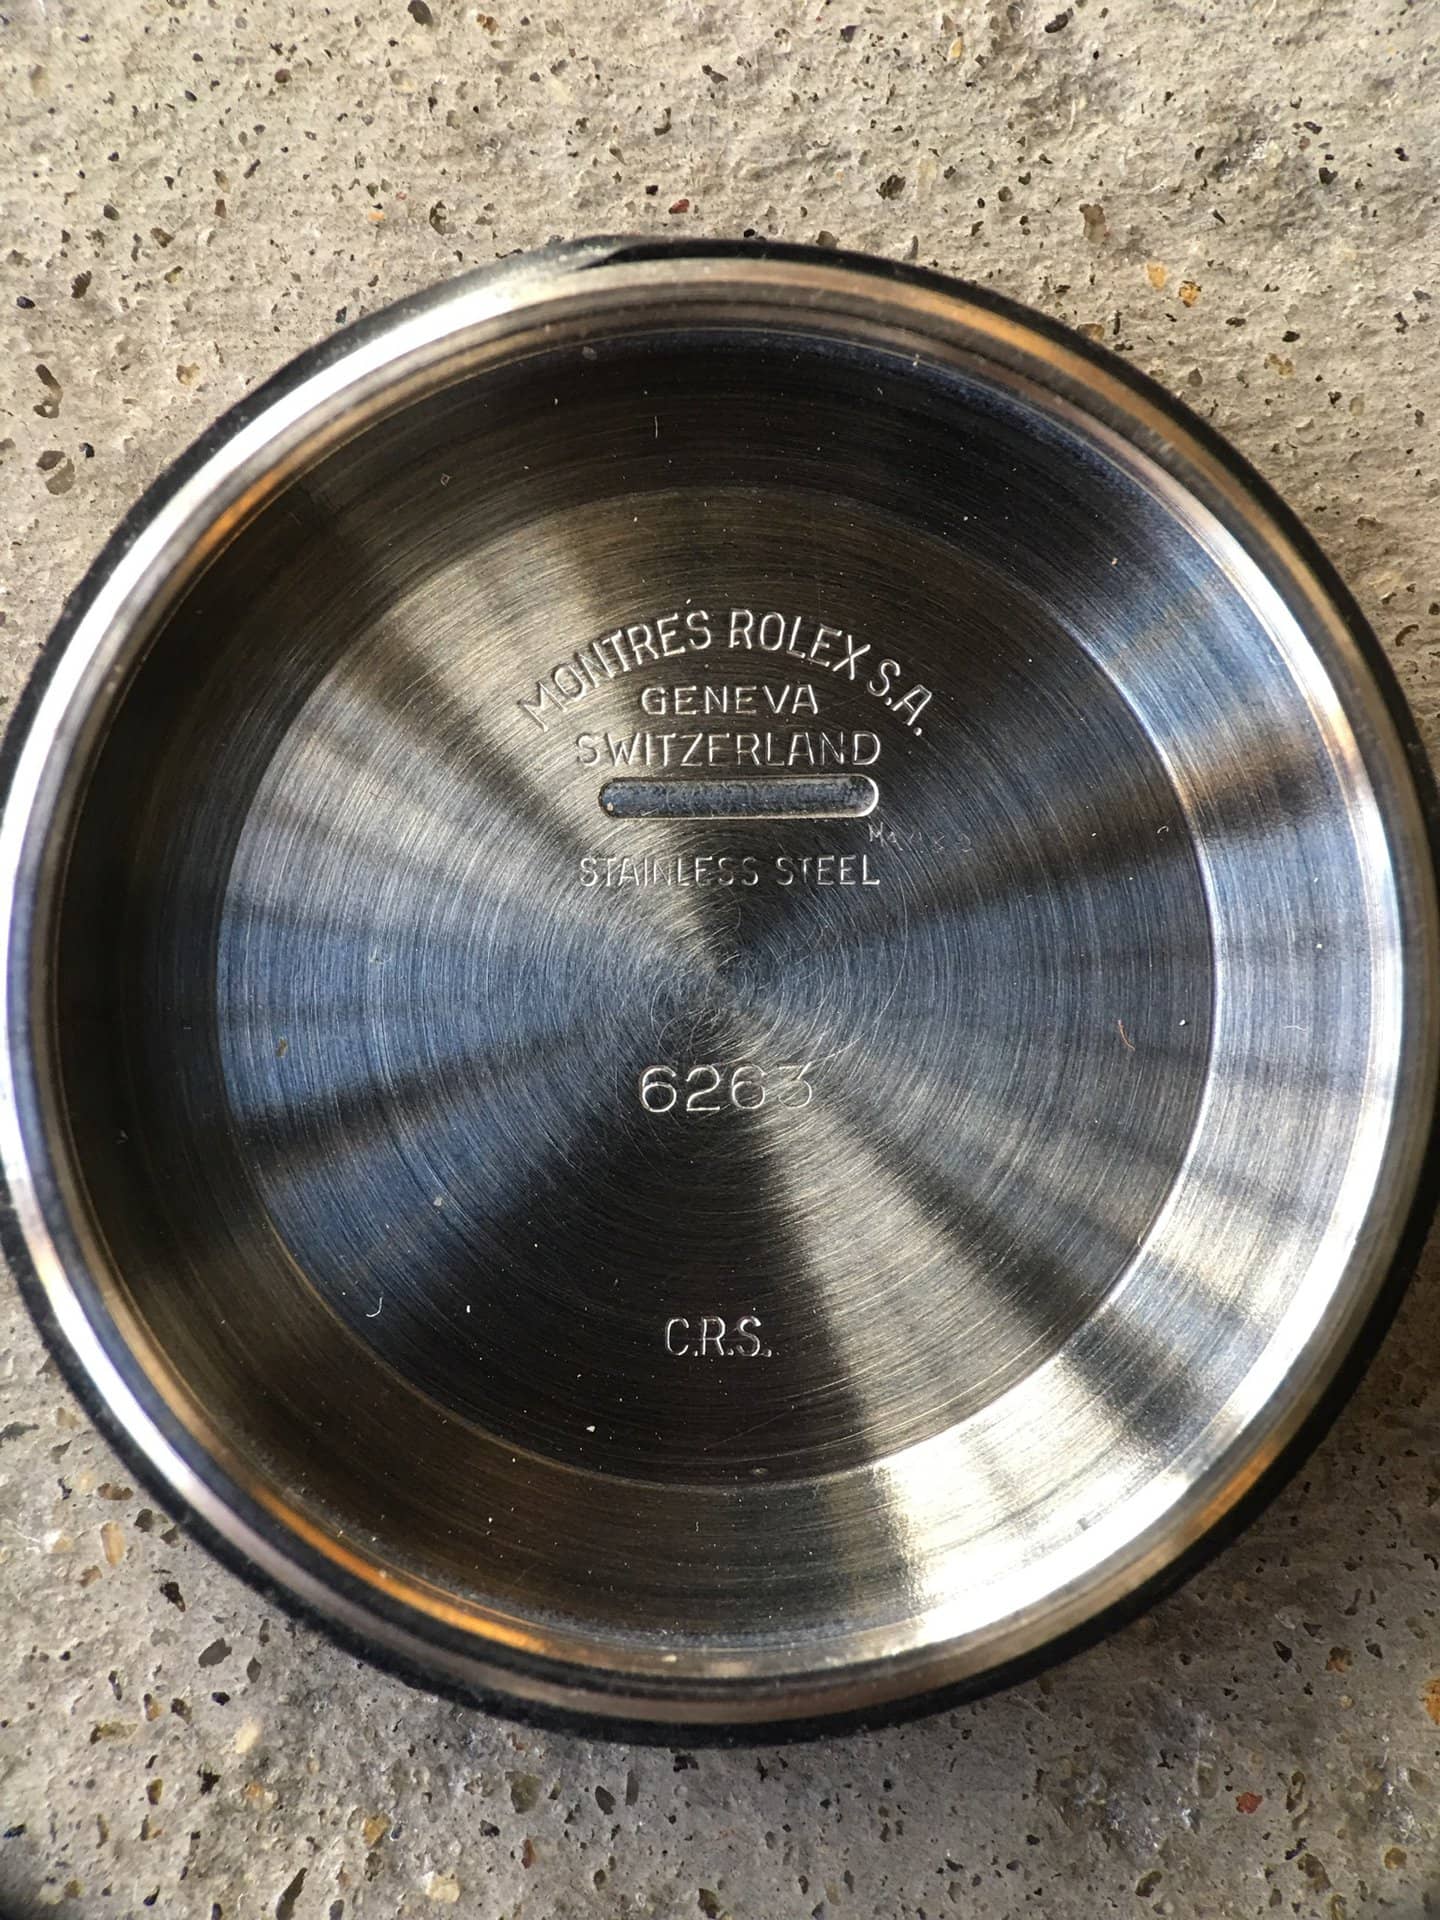 MONTRES ROLEX S.A.
GENEVA
SWITZERLAND
STAINLESS STEEL
6263
C.R.S.